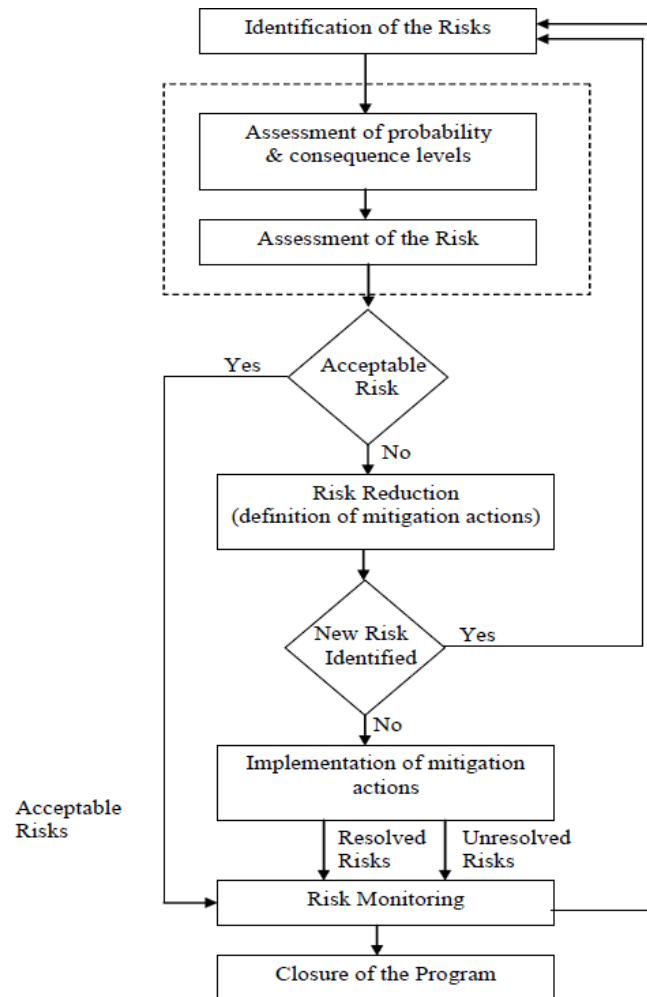 Identification of the Risks
Assessment of probability
& consequence levels
Assessment of the Risk
Yes
Acceptable
Risk
No
Risk Reduction
(definition of mitigation actions)
New Risk
Identified
Yes
No
Implementation of mitigation
actions
Acceptable
Risks
Resolved
Risks
Unresolved
Risks
Risk Monitoring
Closure of the Program